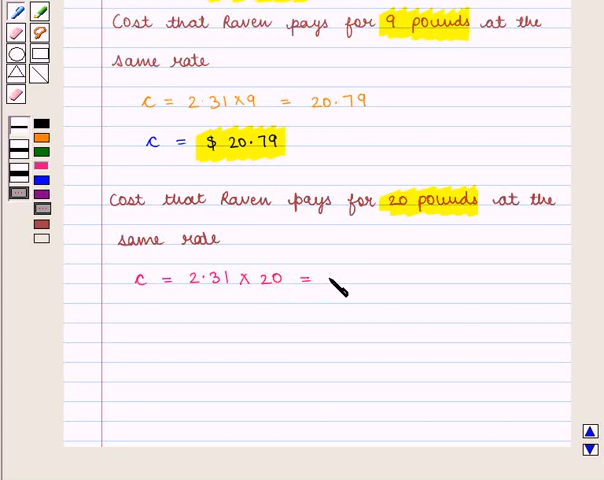 Cost that Raven pays for 9 pounds at the
same rate
c = 2.31 × 9 = 20.79
c = $ 20.79
Cost that Raven pays for 20 pounds at the
same rate
c = 2.31 × 20 =